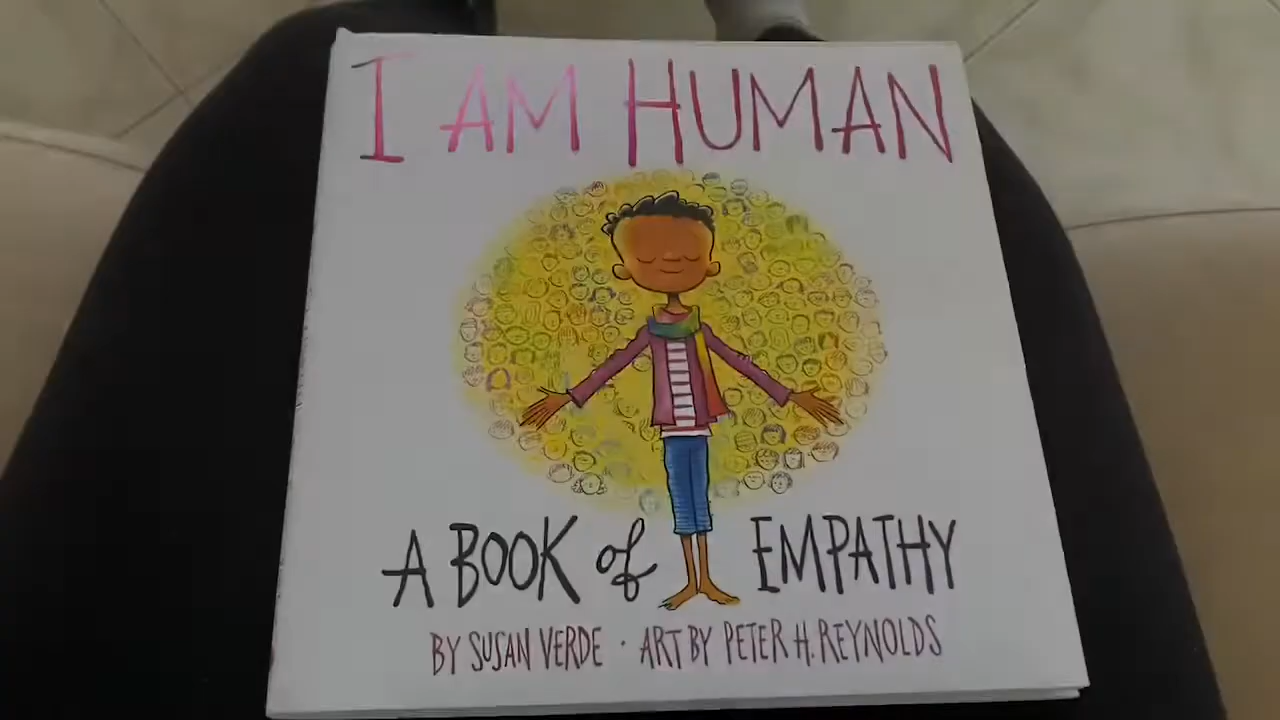 I AM HUMAN
A BOOK of EMPATHY
BY SUSAN VERDE · ART BY PETER H. REYNOLDS